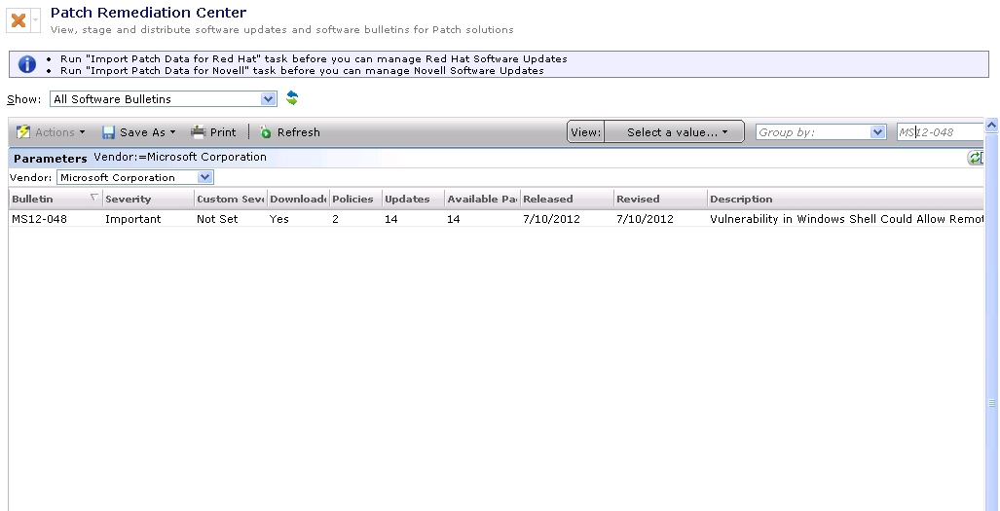 Patch Remediation Center
View, stage and distribute software updates and software bulletins for Patch solutions
• Run "Import Patch Data for Red Hat" task before you can manage Red Hat Software Updates
• Run "Import Patch Data for Novell" task before you can manage Novell Software Updates
Show: All Software Bulletins
Actions Save As Print Refresh View: Select a value... Group by: MS12-048
Parameters Vendor:=Microsoft Corporation
Vendor: Microsoft Corporation
Bulletin Severity Custom Seve Downloade Policies Updates Available Pa Released Revised Description
MS12-048 Important Not Set Yes 2 14 14 7/10/2012 7/10/2012 Vulnerability in Windows Shell Could Allow Remot